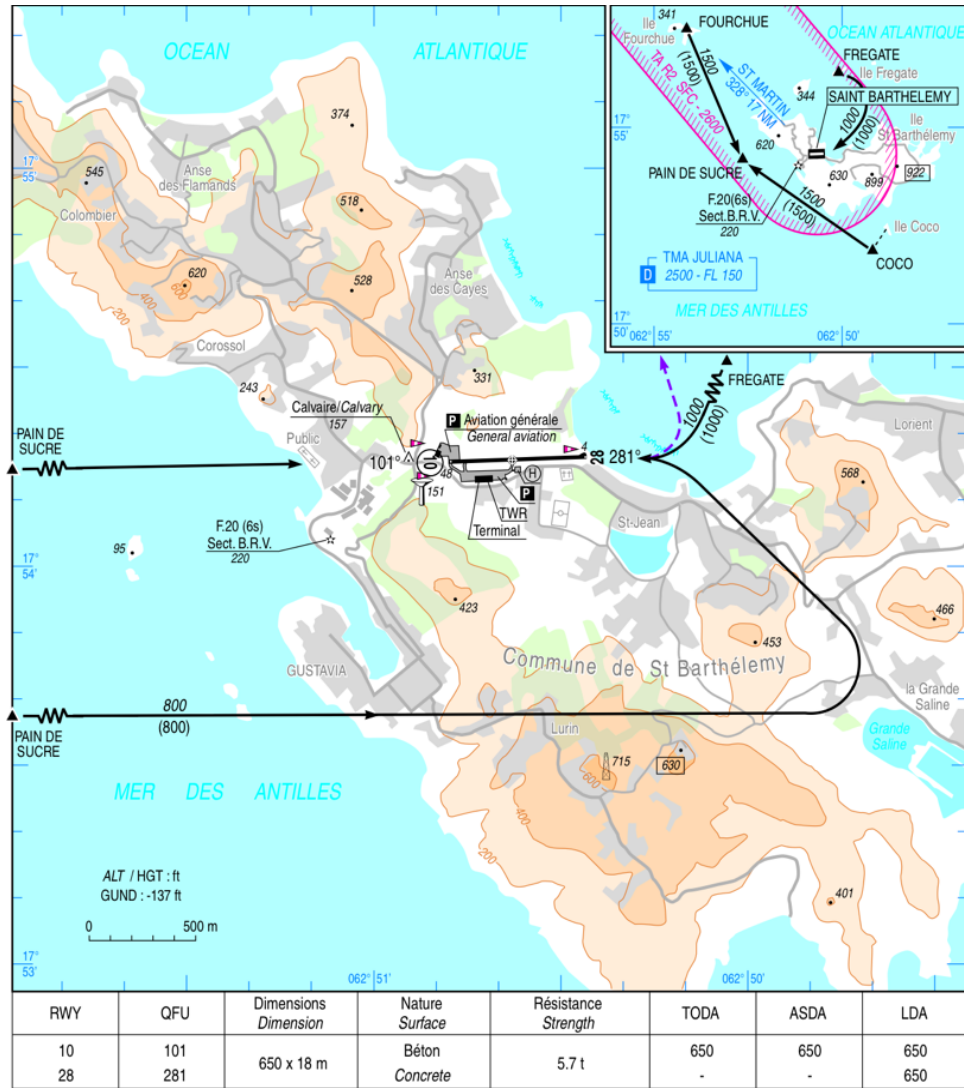 OCEAN ATLANTIQUE
374
Anse
des Flamands
545
Colombier
518
620
600
400
200
528
Anse
des Cayes
Corossol
243
331
Calvaire/Calvary
157
Public
P Aviation générale
General aviation
101°
10
48
151
4
28 281°
H
P
TWR
Terminal
F.20 (6s)
Sect. B.R.V.
220
95
St-Jean
423
GUSTAVIA
Commune de St Barthélemy
453
466
568
Lorient
la Grande
Saline
Grande
Saline
PAIN DE
SUCRE
PAIN DE
SUCRE
800
(800)
Lurin
715
600
630
400
200
401
MER DES ANTILLES
FREGATE
1000
(1000)
ALT / HGT : ft
GUND : -137 ft
0 500 m
17°
55'
17°
54'
17°
53'
062° 51'
062° 50'
341
Ile
Fourchue
FOURCHUE
OCEAN ATLANTIQUE
FREGATE
Ile Fregate
1500
(1500)
TA R2 SFC - 2600
ST MARTIN
328° 17 NM
344
SAINT BARTHELEMY
1000
(1000)
Ile
St Barthélemy
620
PAIN DE SUCRE
630
899
922
F.20(6s)
Sect. B.R.V.
220
1500
(1500)
Ile Coco
COCO
TMA JULIANA
D 2500 - FL 150
MER DES ANTILLES
17°
55'
17°
50'
062° 55'
062° 50'
RWY QFU Dimensions Nature Résistance TODA ASDA LDA
Dimension Surface Strength
10 101 650 x 18 m Béton 5.7 t 650 650 650
28 281 Concrete - - 650